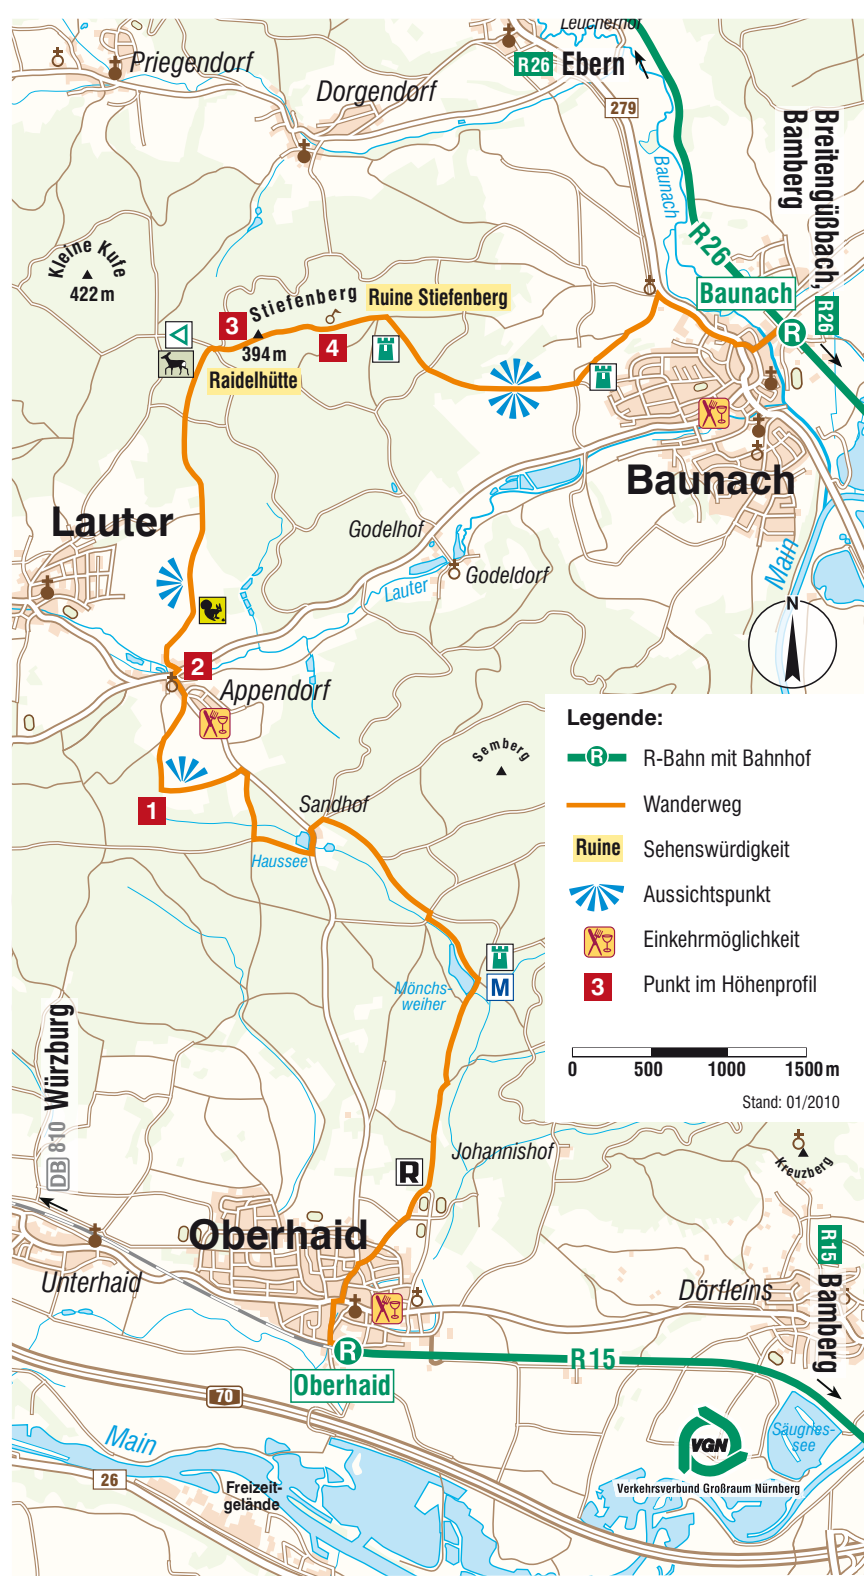 Leucherhof
Priegendorf
R26 Ebern
Dorgendorf
279
Breitengüßbach, R26
Bamberg
Baunach
R26
Kleine Kufe
422 m
Stiefenberg
Ruine Stiefenberg
Baunach
R
3
394 m
4
Raidelhütte
Baunach
Lauter
Godelhof
Godeldorf
Lauter
Main
N
2
Appendorf
Legende:
R R-Bahn mit Bahnhof
Wanderweg
Ruine Sehenswürdigkeit
Aussichtspunkt
Einkehrmöglichkeit
3 Punkt im Höhenprofil
0 500 1000 1500 m
Stand: 01/2010
Semberg
1
Sandhof
Haussee
Mönchs-
weiher
M
DB 810 Würzburg
Johannishof
R
Kreuzberg
Oberhaid
Unterhaid
Dörfleins
R15 Bamberg
R
R15
Oberhaid
70
Main
26
Freizeit-
gelände
Säugries-
see
VGN
Verkehrsverbund Großraum Nürnberg